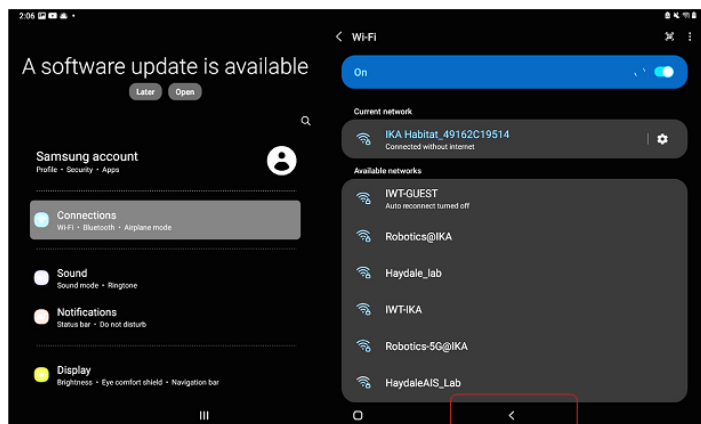 2:06
A software update is available
Later Open
Samsung account
Profile • Security • Apps
Connections
Wi-Fi • Bluetooth • Airplane mode
Sound
Sound mode • Ringtone
Notifications
Status bar • Do not disturb
Display
Brightness • Eye comfort shield • Navigation bar
Wi-Fi
On
Current network
IKA Habitat_49162C19514
Connected without internet
Available networks
IWT-GUEST
Auto reconnect turned off
Robotics@IKA
Haydale_lab
IWT-IKA
Robotics-5G@IKA
HaydaleAIS_Lab